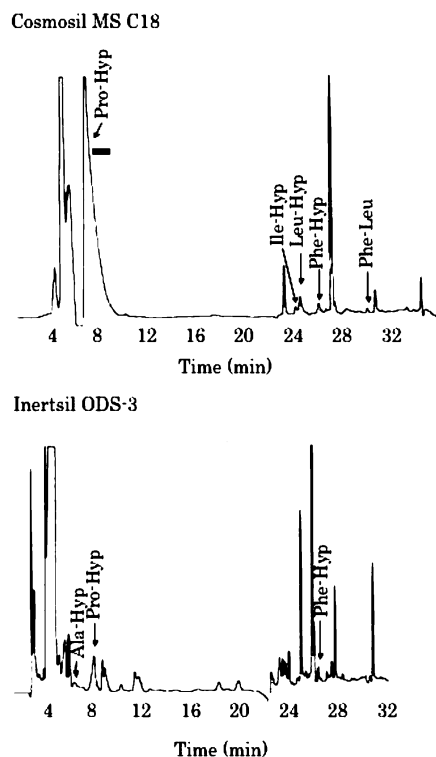 Cosmosil MS C18
Pro-Hyp
Ile-Hyp
Leu-Hyp
Phe-Hyp
Phe-Leu
4 8 12 16 20 24 28 32
Time (min)
Inertsil ODS-3
Ala-Hyp
Pro-Hyp
Phe-Hyp
4 8 12 16 20 24 28 32
Time (min)